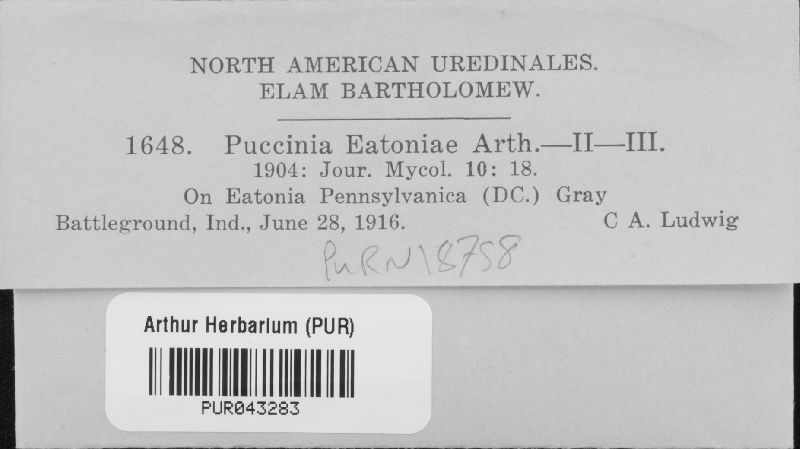 NORTH AMERICAN UREDINALES.
ELAM BARTHOLOMEW.
1648. Puccinia Eatoniae Arth.—II—III.
1904: Jour. Mycol. 10: 18.
On Eatonia Pennsylvanica (DC.) Gray
Battleground, Ind., June 28, 1916. C A. Ludwig
PURN18758
Arthur Herbarium (PUR)
PUR043283